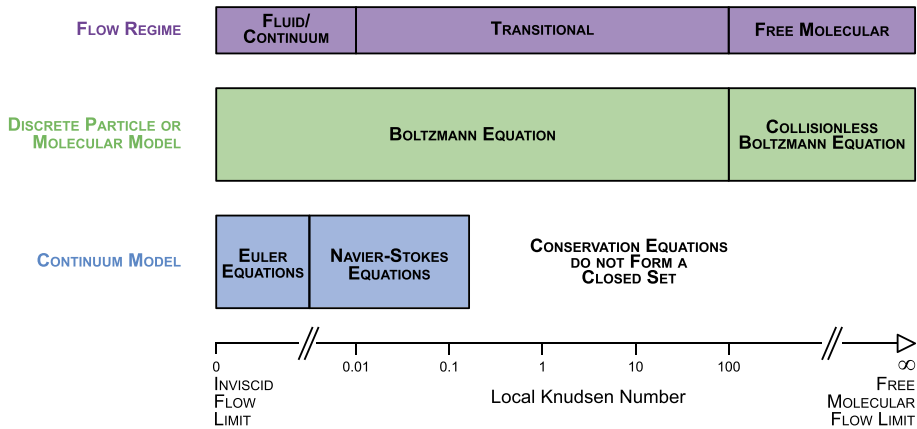 Flow Regime
Fluid/
Continuum
Transitional
Free Molecular
Discrete Particle or
Molecular Model
Boltzmann Equation
Collisionless
Boltzmann Equation
Continuum Model
Euler
Equations
Navier-Stokes
Equations
Conservation Equations
do not Form a
Closed Set
0
0.01
0.1
1
10
100
∞
Inviscid
Flow
Limit
Local Knudsen Number
Free
Molecular
Flow Limit